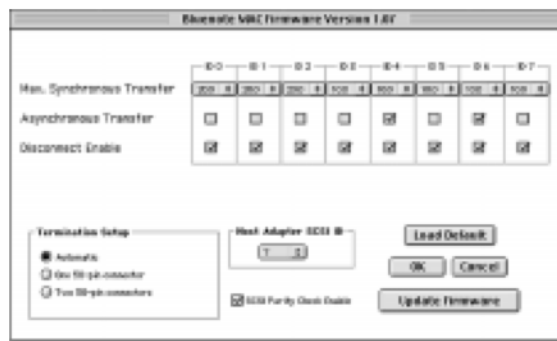 Bluenote MAC Firmware Version 1.07
ID 0 ID 1 ID 2 ID 3 ID 4 ID 5 ID 6 ID 7
Max. Synchronous Transfer
Asynchronous Transfer
Disconnect Enable
Termination Setup
Automatic
One 50-pin connector
Two 50-pin connectors
Host Adapter SCSI ID
7
SCSI Parity Check Enable
Load Default
OK Cancel
Update Firmware